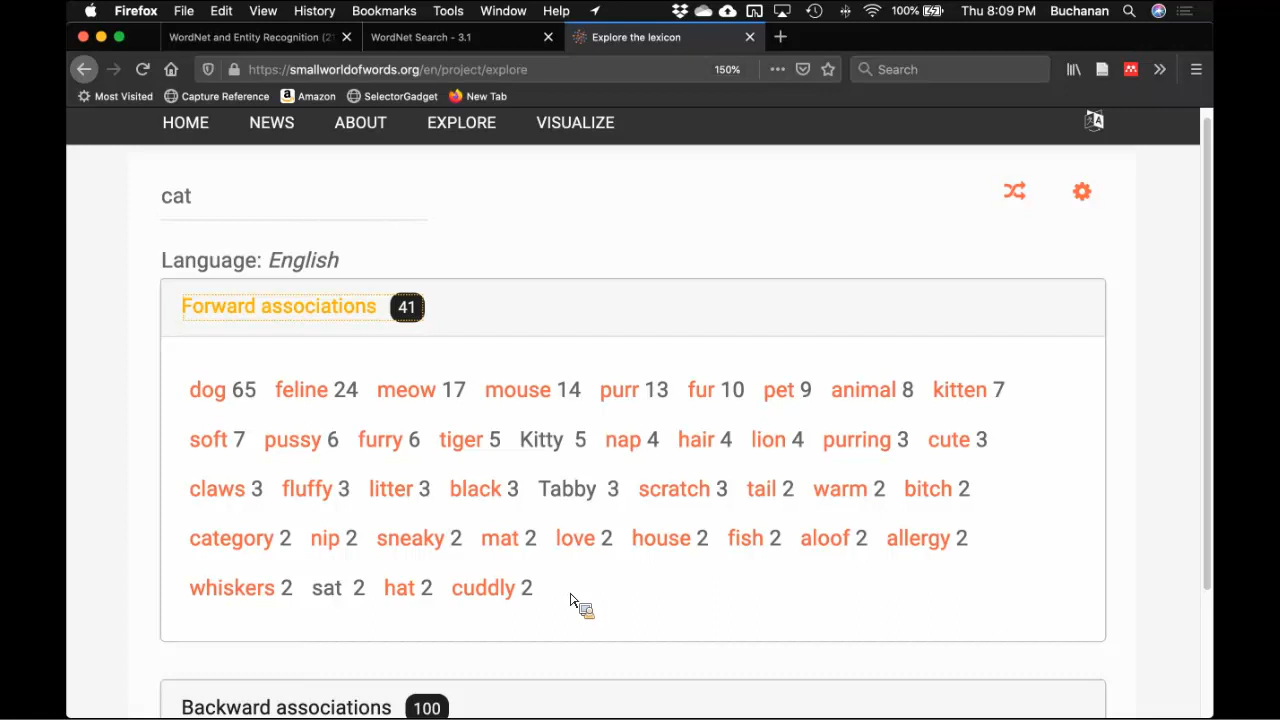 Firefox File Edit View History Bookmarks Tools Window Help 100% Thu 8:09 PM Buchanan
WordNet and Entity Recognition (2 WordNet Search - 3.1 Explore the lexicon
https://smallworldofwords.org/en/project/explore 150% Search
Most Visited Capture Reference Amazon SelectorGadget New Tab
HOME NEWS ABOUT EXPLORE VISUALIZE
cat
Language: English
Forward associations 41
dog 65 feline 24 meow 17 mouse 14 purr 13 fur 10 pet 9 animal 8 kitten 7
soft 7 pussy 6 furry 6 tiger 5 Kitty 5 nap 4 hair 4 lion 4 purring 3 cute 3
claws 3 fluffy 3 litter 3 black 3 Tabby 3 scratch 3 tail 2 warm 2 bitch 2
category 2 nip 2 sneaky 2 mat 2 love 2 house 2 fish 2 aloof 2 allergy 2
whiskers 2 sat 2 hat 2 cuddly 2
Backward associations 100